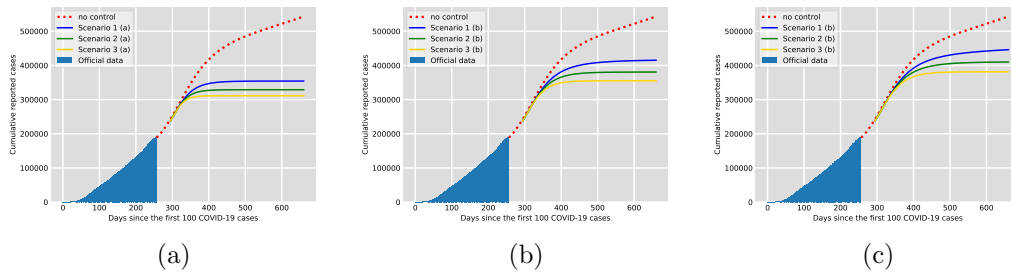 no control
Scenario 1 (a)
Scenario 2 (a)
Scenario 3 (a)
Official data
Cumulative reported cases
500000
400000
300000
200000
100000
0
0 100 200 300 400 500 600
Days since the first 100 COVID-19 cases
(a)
no control
Scenario 1 (b)
Scenario 2 (b)
Scenario 3 (b)
Official data
Cumulative reported cases
500000
400000
300000
200000
100000
0
0 100 200 300 400 500 600
Days since the first 100 COVID-19 cases
(b)
no control
Scenario 1 (c)
Scenario 2 (c)
Scenario 3 (c)
Official data
Cumulative reported cases
500000
400000
300000
200000
100000
0
0 100 200 300 400 500 600
Days since the first 100 COVID-19 cases
(c)